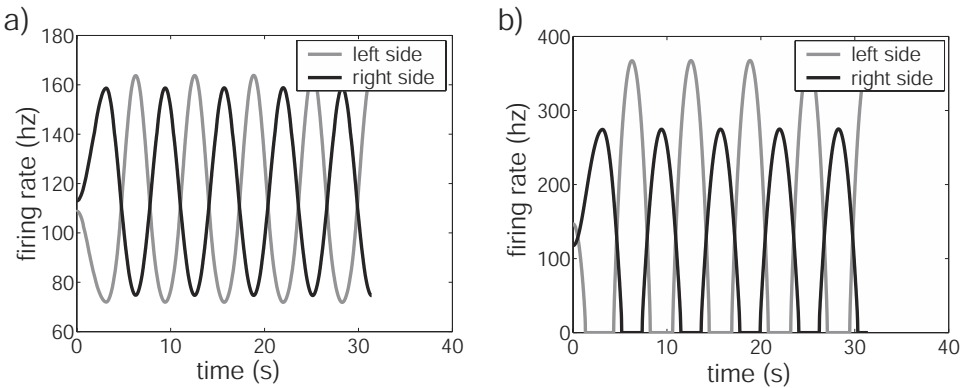 a)
180
160
140
120
100
80
60
firing rate (hz)
left side
right side
0
10
20
30
40
time (s)
b)
400
300
200
100
0
firing rate (hz)
left side
right side
0
10
20
30
40
time (s)